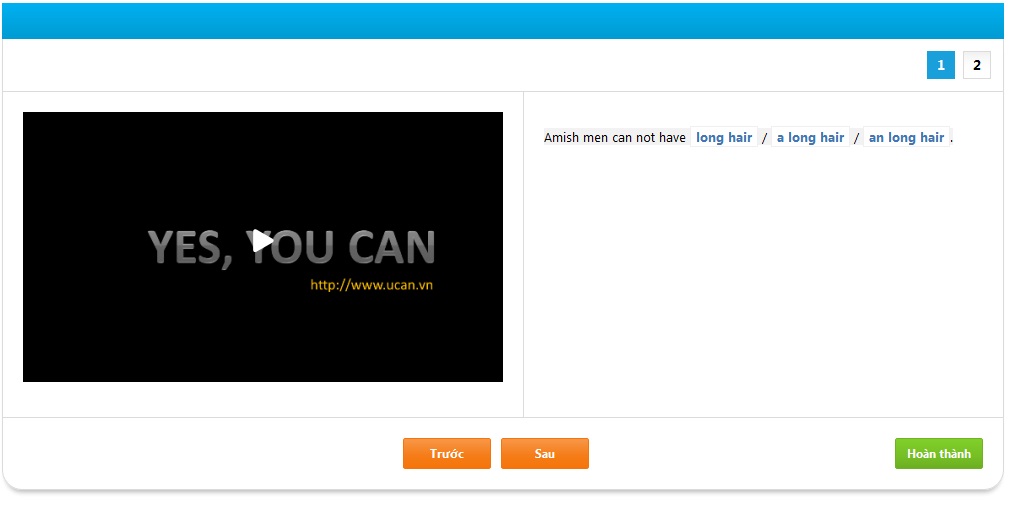 1 2
YES, YOU CAN
http://www.ucan.vn
Amish men can not have long hair / a long hair / an long hair .
Trước Sau Hoàn thành